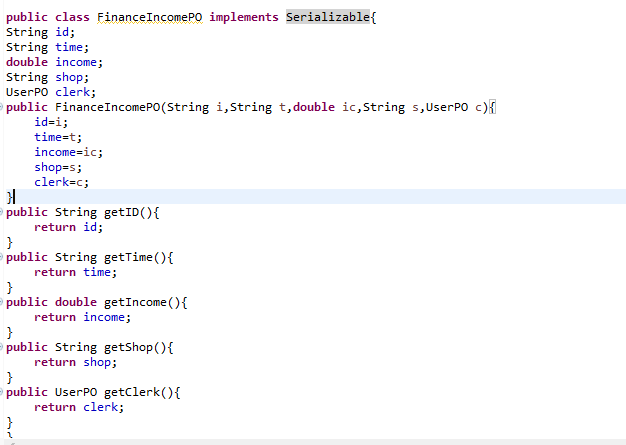 public class FinanceIncomePO implements Serializable{
String id;
String time;
double income;
String shop;
UserPO clerk;
public FinanceIncomePO(String i,String t,double ic,String s,UserPO c){
    id=i;
    time=t;
    income=ic;
    shop=s;
    clerk=c;
}
public String getID(){
    return id;
}
public String getTime(){
    return time;
}
public double getIncome(){
    return income;
}
public String getShop(){
    return shop;
}
public UserPO getClerk(){
    return clerk;
}